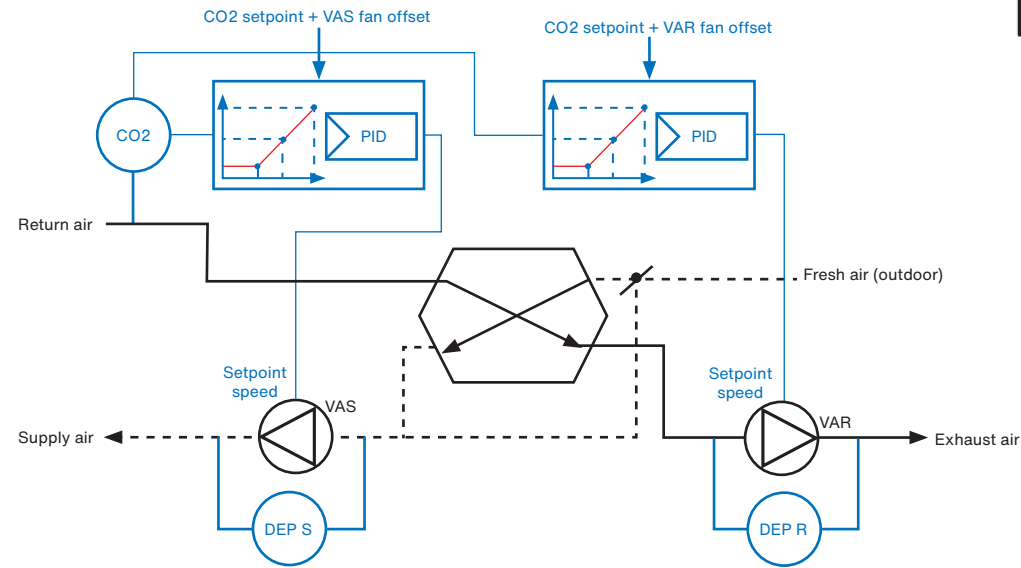 CO2 setpoint + VAS fan offset
CO2 setpoint + VAR fan offset
CO2
PID
PID
Return air
Fresh air (outdoor)
Setpoint
speed
VAS
Setpoint
speed
VAR
Supply air
Exhaust air
DEP S
DEP R